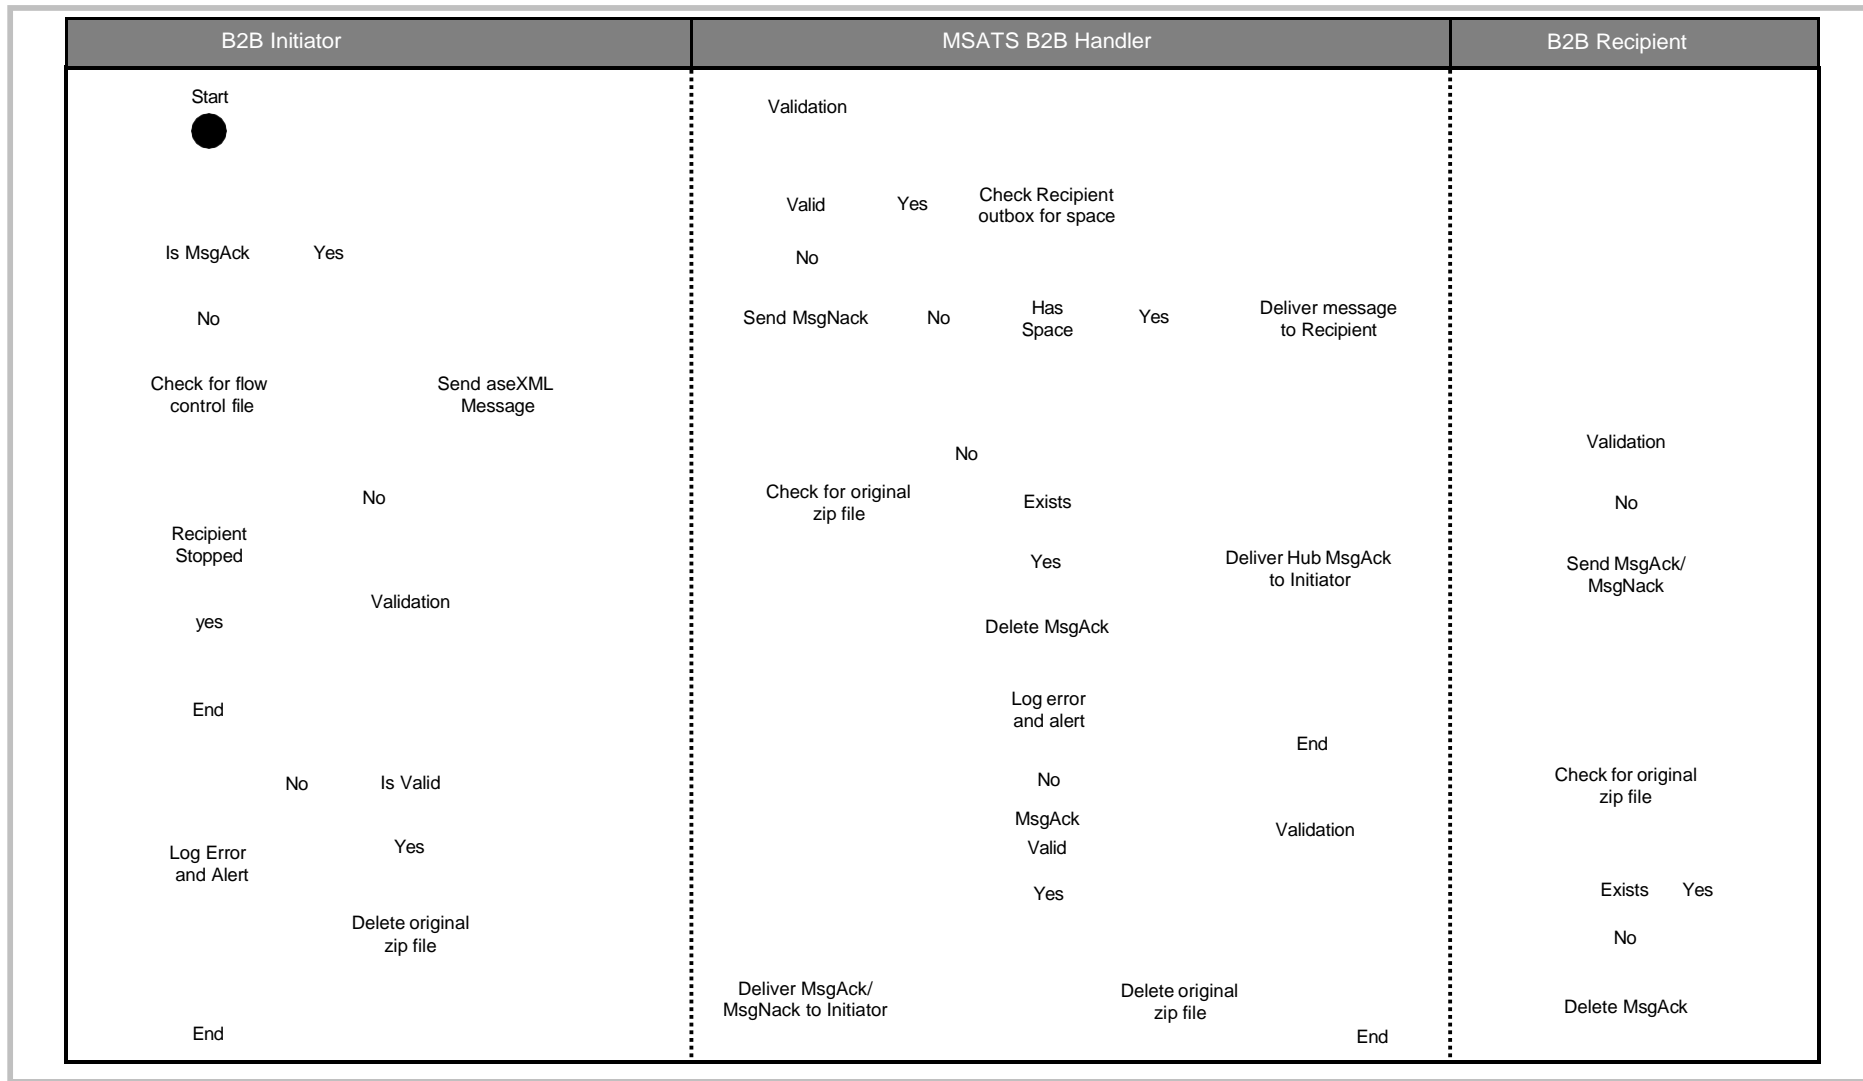 B2B Initiator
MSATS B2B Handler
B2B Recipient
Start
Is MsgAck
Yes
No
Check for flow
control file
Send aseXML
Message
No
Recipient
Stopped
yes
Validation
End
No
Is Valid
Yes
Log Error
and Alert
Delete original
zip file
End
Validation
Valid
Yes
Check Recipient
outbox for space
No
Send MsgNack
No
Has
Space
Yes
Deliver message
to Recipient
No
Check for original
zip file
Exists
Yes
Deliver Hub MsgAck
to Initiator
Delete MsgAck
Log error
and alert
End
No
MsgAck
Valid
Validation
Yes
Deliver MsgAck/
MsgNack to Initiator
Delete original
zip file
End
Validation
No
Send MsgAck/
MsgNack
Check for original
zip file
Exists
Yes
No
Delete MsgAck